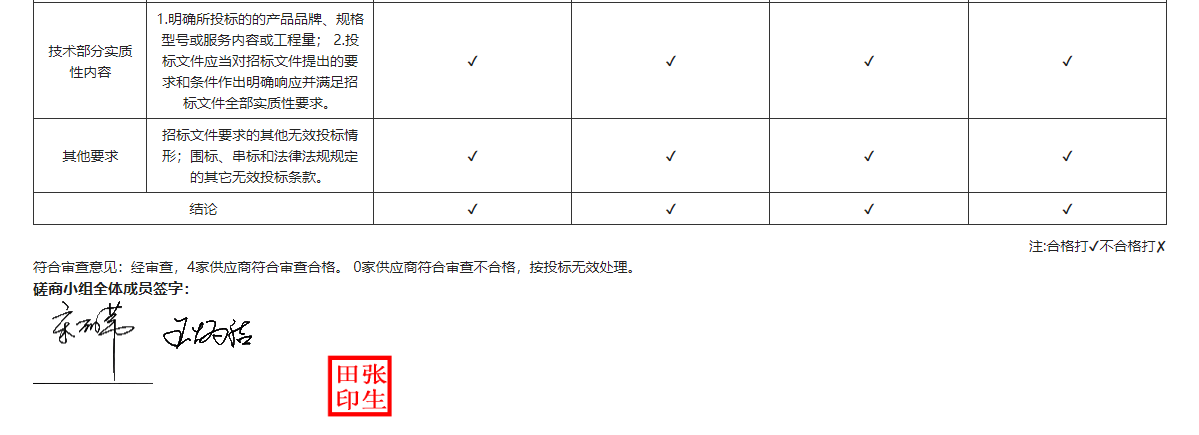 技术部分实质
性内容
1.明确所投标的的产品品牌、规格
型号或服务内容或工程量； 2.投
标文件应当对招标文件提出的要
求和条件作出明确响应并满足招
标文件全部实质性要求。
✓ ✓ ✓ ✓
其他要求
招标文件要求的其他无效投标情
形；围标、串标和法律法规规定
的其它无效投标条款。
✓ ✓ ✓ ✓
结论 ✓ ✓ ✓ ✓
注:合格打✓不合格打✗
符合审查意见：经审查，4家供应商符合审查合格。 0家供应商符合审查不合格，按投标无效处理。
磋商小组全体成员签字：
张生
田印